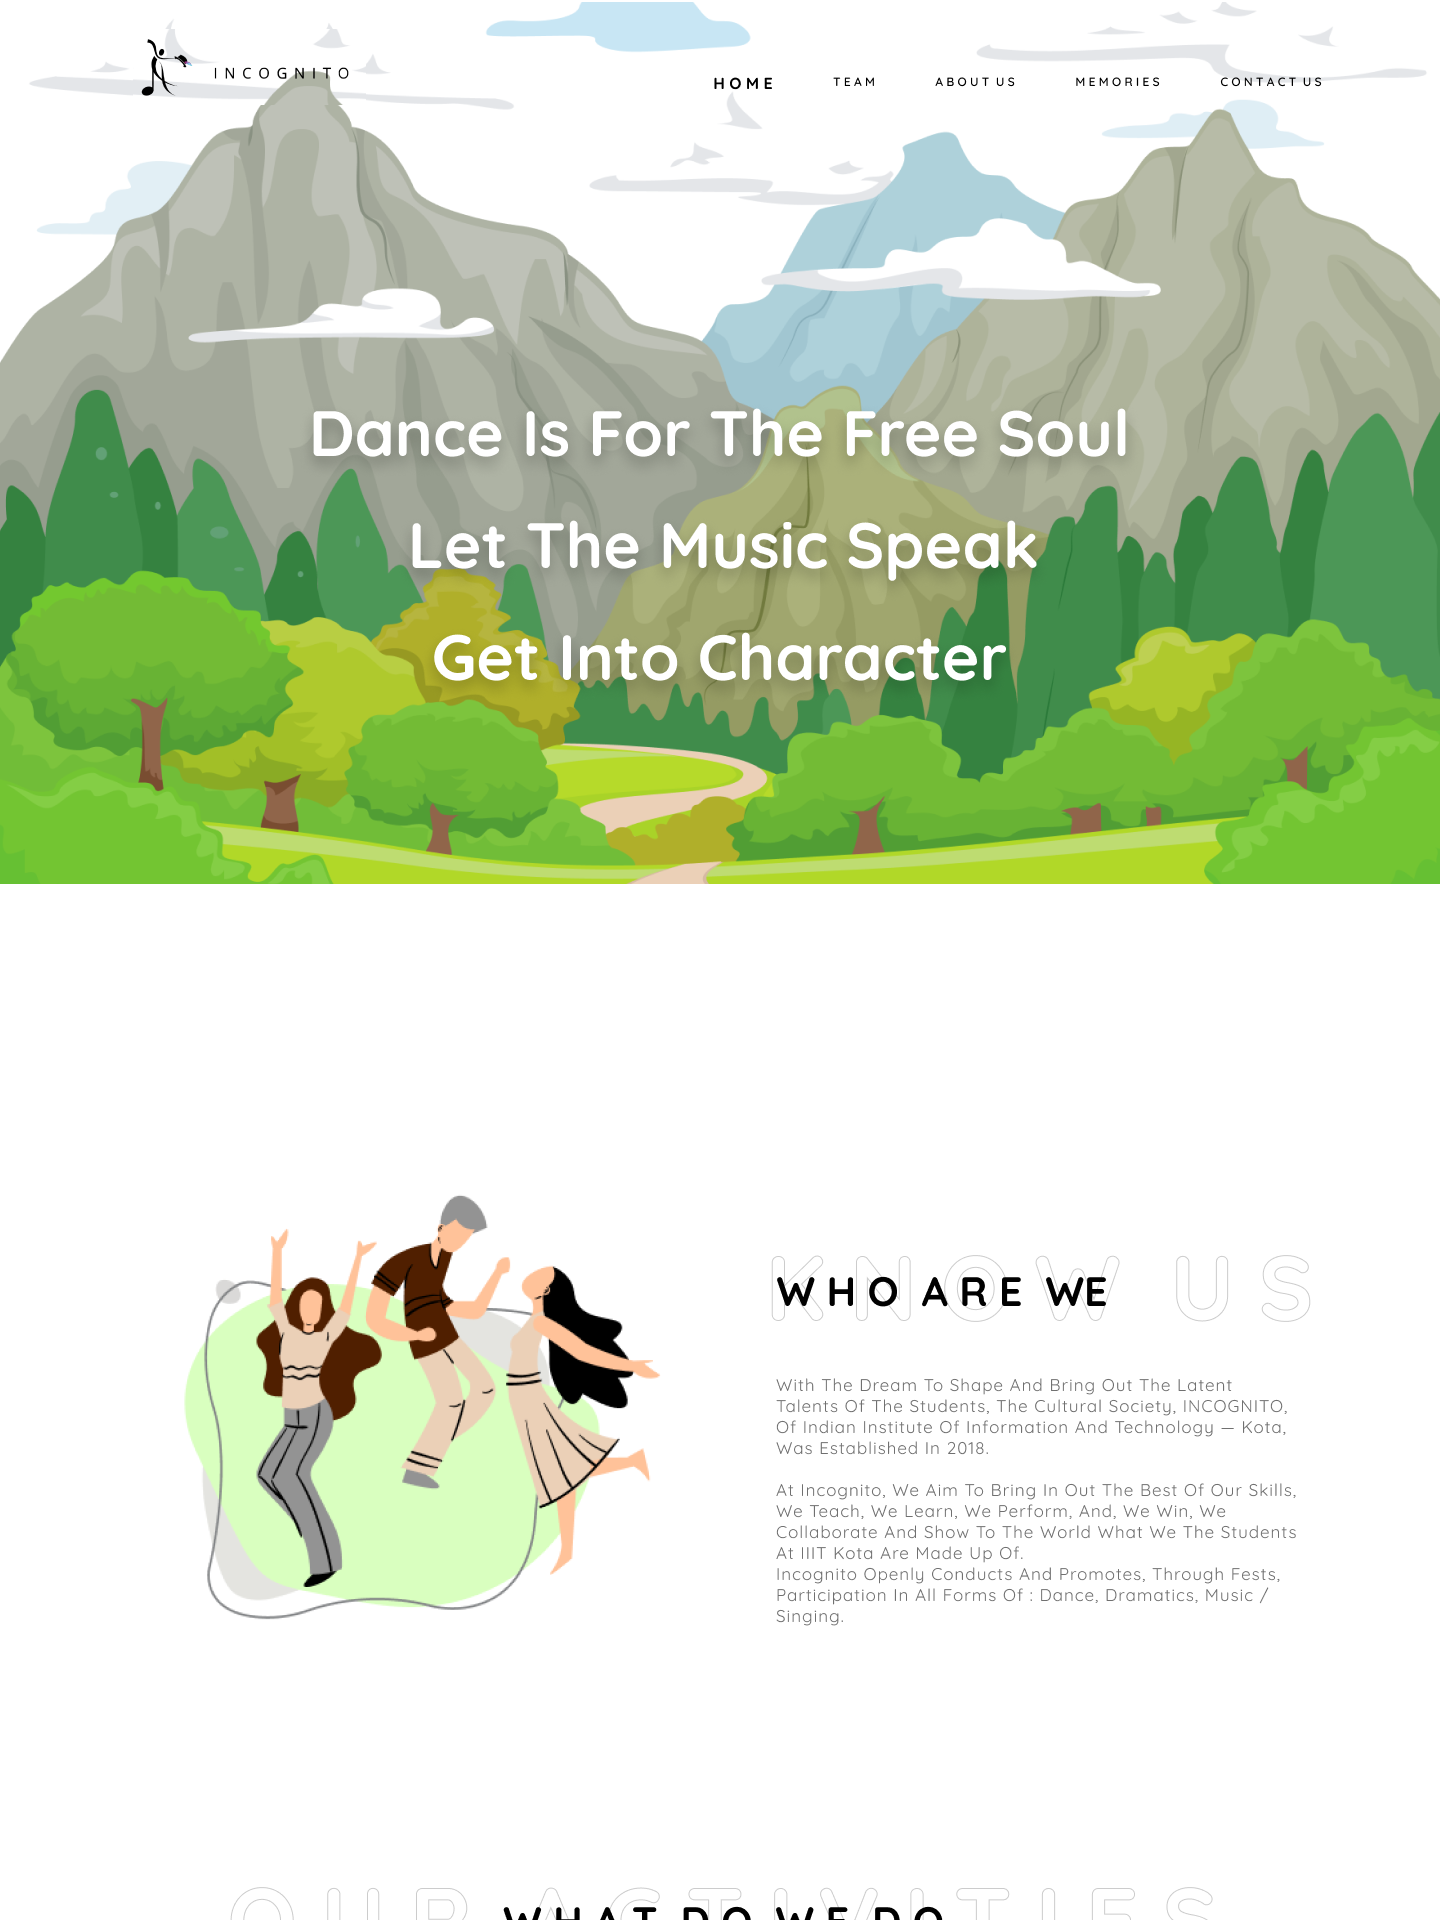 INCOGNITO
HOME TEAM ABOUT US MEMORIES CONTACT US
Dance Is For The Free Soul
Let The Music Speak
Get Into Character
KNOW US
WHO ARE WE
With The Dream To Shape And Bring Out The Latent
Talents Of The Students, The Cultural Society, INCOGNITO,
Of Indian Institute Of Information And Technology — Kota,
Was Established In 2018.
At Incognito, We Aim To Bring In Out The Best Of Our Skills,
We Teach, We Learn, We Perform, And, We Win, We
Collaborate And Show To The World What We The Students
At IIIT Kota Are Made Up Of.
Incognito Openly Conducts And Promotes, Through Fests,
Participation In All Forms Of : Dance, Dramatics, Music /
Singing.
OUR ACTIVITIES
WHAT DO WE DO